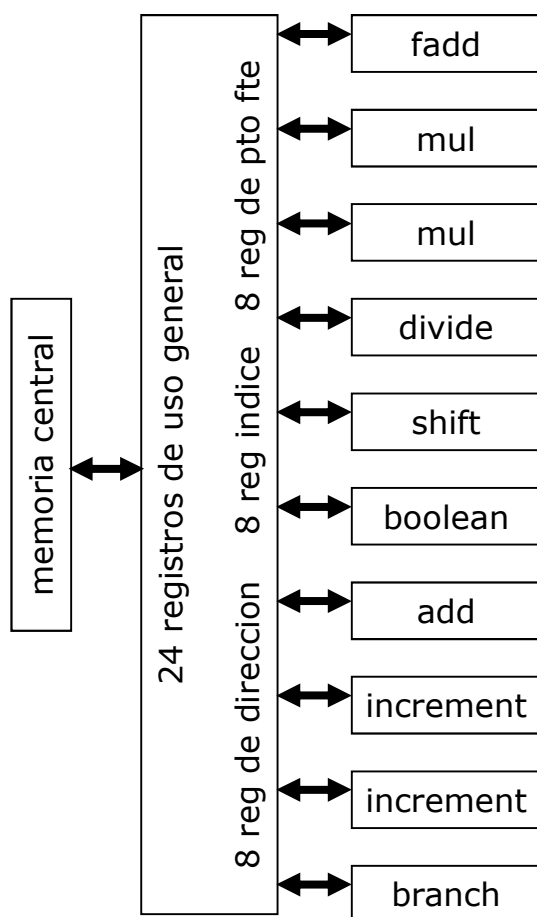 memoria central
24 registros de uso general
8 reg de direccion
8 reg indice
8 reg de pto fte
fadd
mul
mul
divide
shift
boolean
add
increment
increment
branch